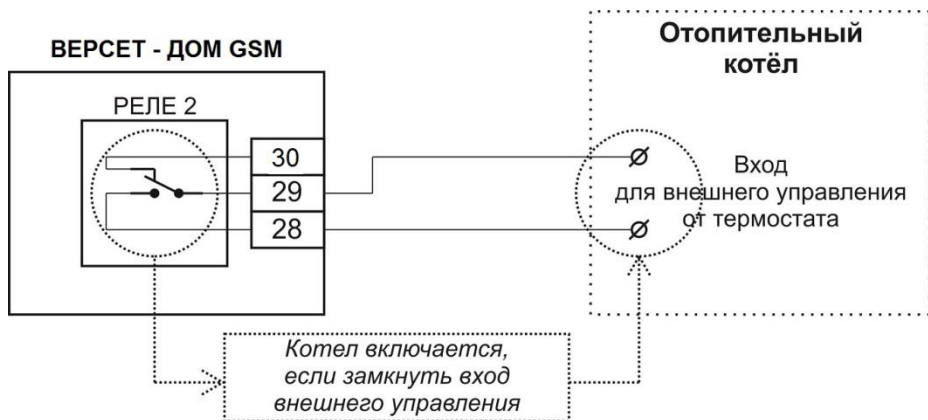 ВЕРСЕТ - ДОМ GSM
РЕЛЕ 2
30
29
28
Отопительный
котёл
Вход
для внешнего управления
от термостата
Котел включается,
если замкнуть вход
внешнего управления